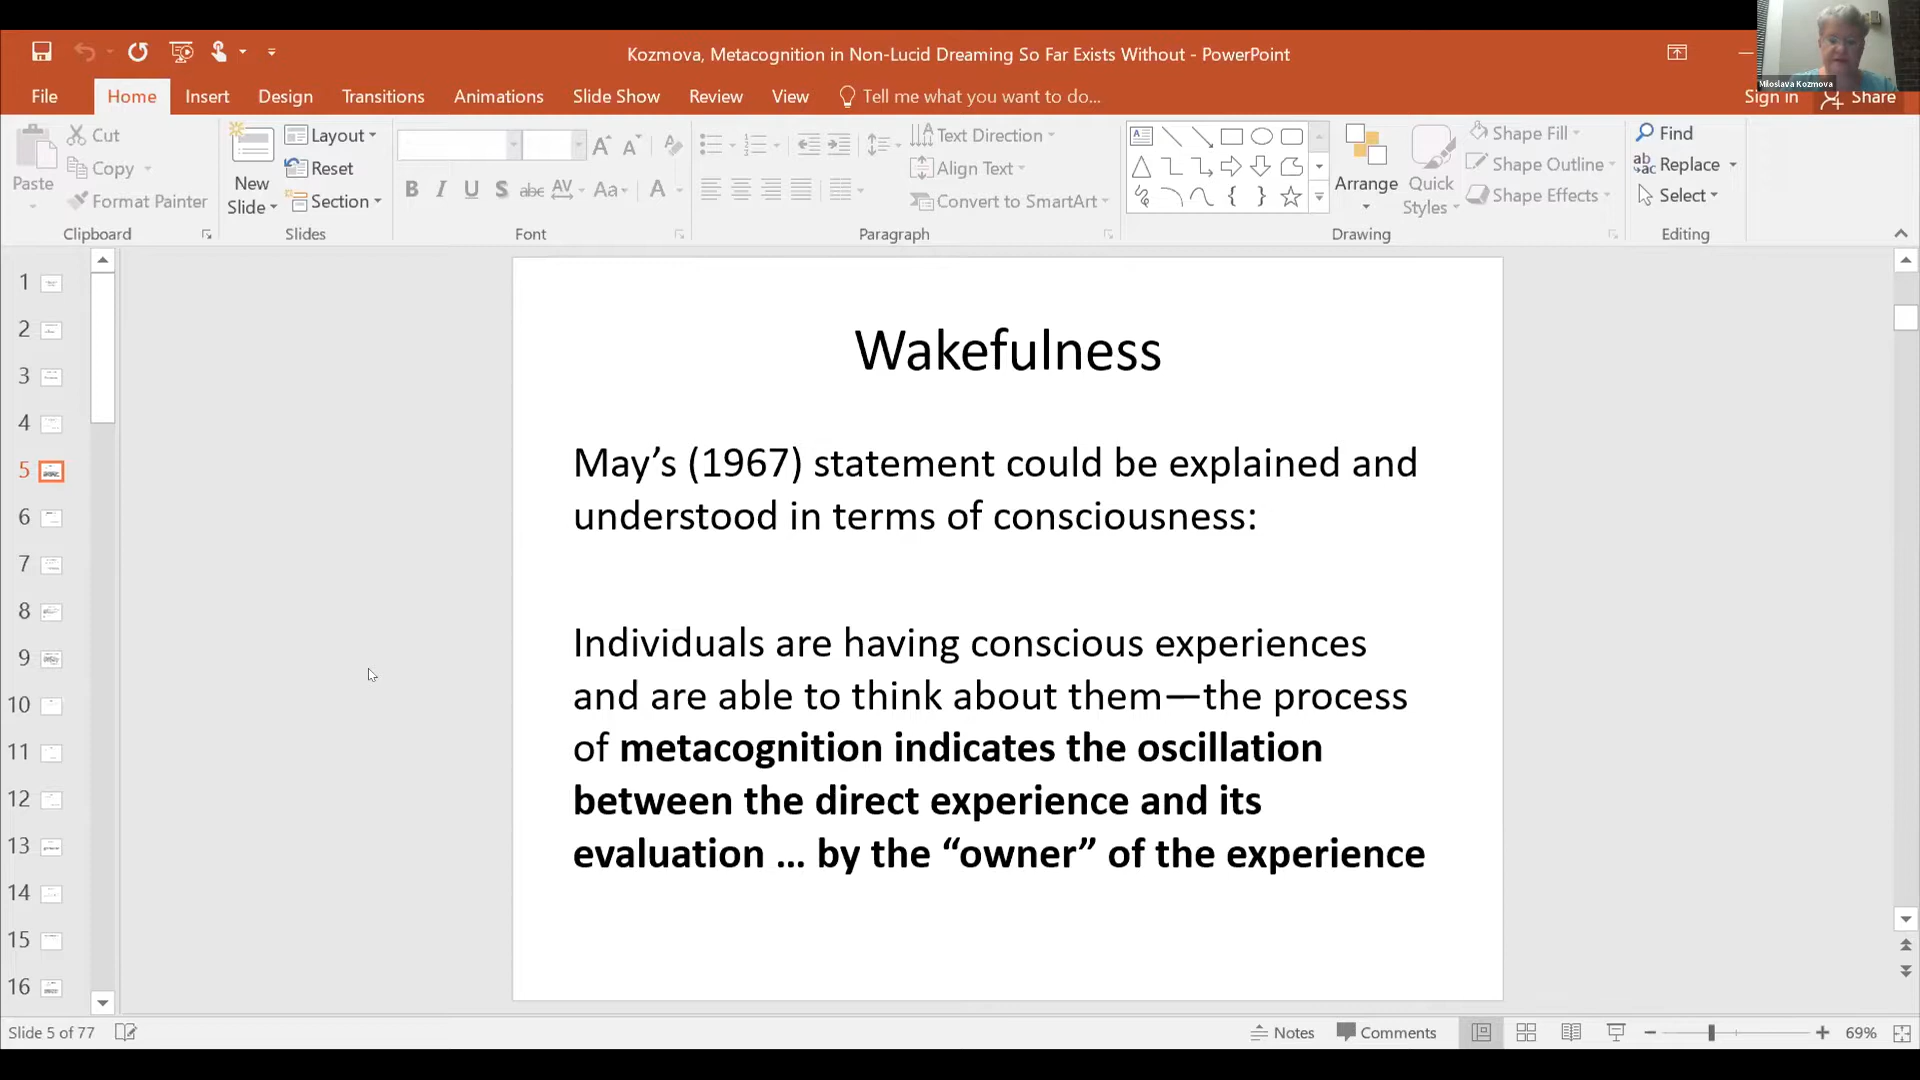 Kozmova, Metacognition in Non-Lucid Dreaming So Far Exists Without - PowerPoint
Miloslava Kozmova
File Home Insert Design Transitions Animations Slide Show Review View Tell me what you want to do... Sign in Share
Cut Layout Text Direction Shape Fill Find
Copy Reset Align Text Shape Outline Replace
Paste New Slide Arrange Quick Styles
Format Painter Section B I U S abc AV Aa A Convert to SmartArt Shape Effects Select
Clipboard Slides Font Paragraph Drawing Editing
1
2
3
4
5
6
7
8
9
10
11
12
13
14
15
16
Wakefulness
May’s (1967) statement could be explained and
understood in terms of consciousness:
Individuals are having conscious experiences
and are able to think about them—the process
of metacognition indicates the oscillation
between the direct experience and its
evaluation ... by the “owner” of the experience
Slide 5 of 77 Notes Comments 69%